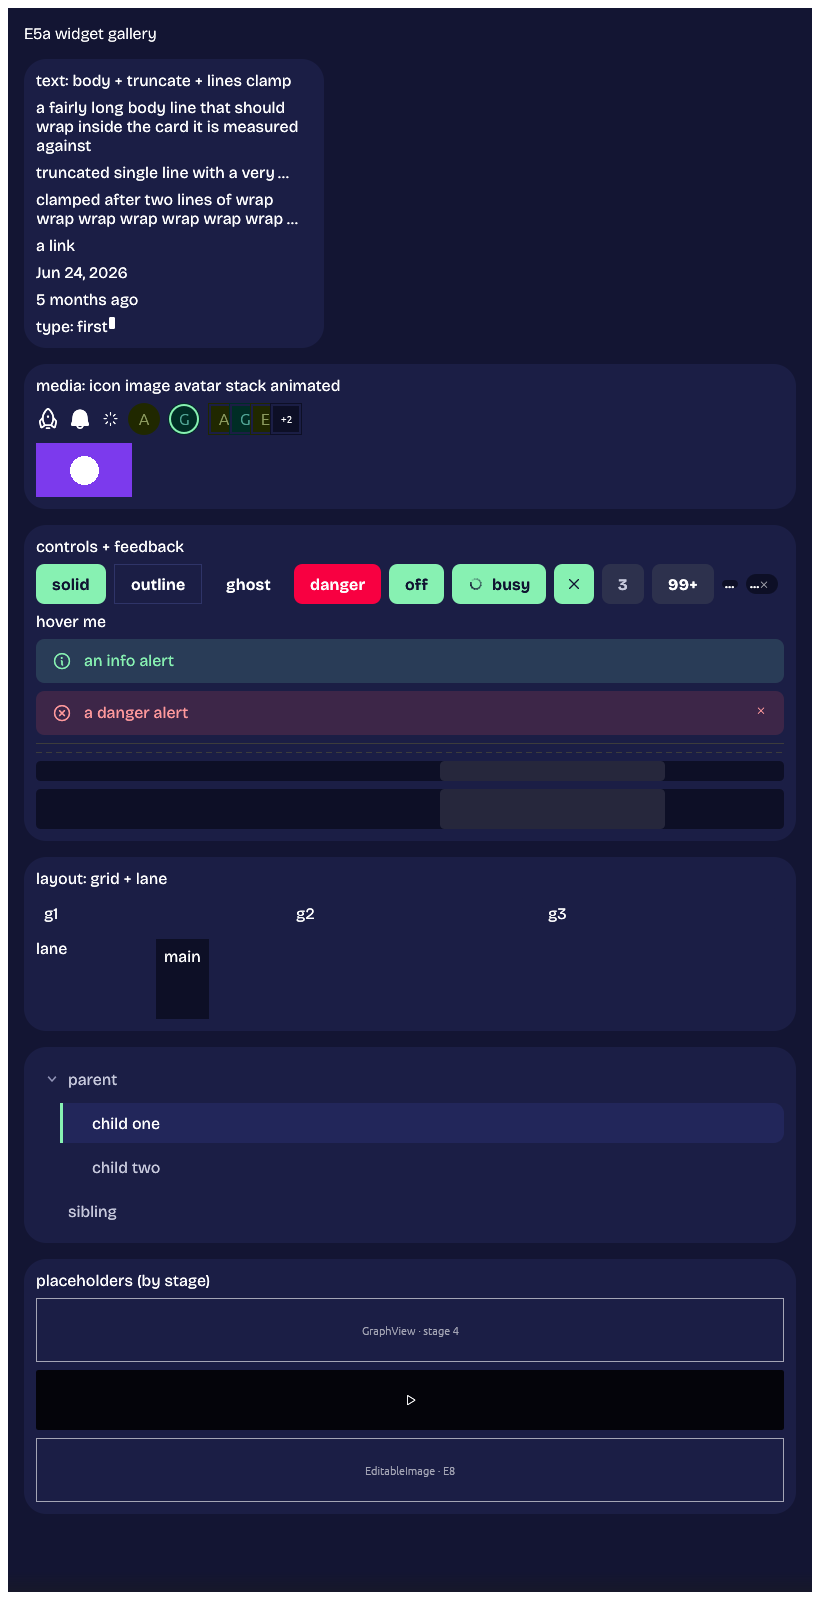 E5a widget gallery
text: body + truncate + lines clamp
a fairly long body line that should
wrap inside the card it is measured
against
truncated single line with a very ...
clamped after two lines of wrap
wrap wrap wrap wrap wrap wrap ...
a link
Jun 24, 2026
5 months ago
type: first
media: icon image avatar stack animated
A G A G E +2
controls + feedback
solid outline ghost danger off busy × 3 99+ ... ...×
hover me
an info alert
a danger alert ×
layout: grid + lane
g1 g2 g3
lane main
parent
child one
child two
sibling
placeholders (by stage)
GraphView · stage 4
EditableImage · E8